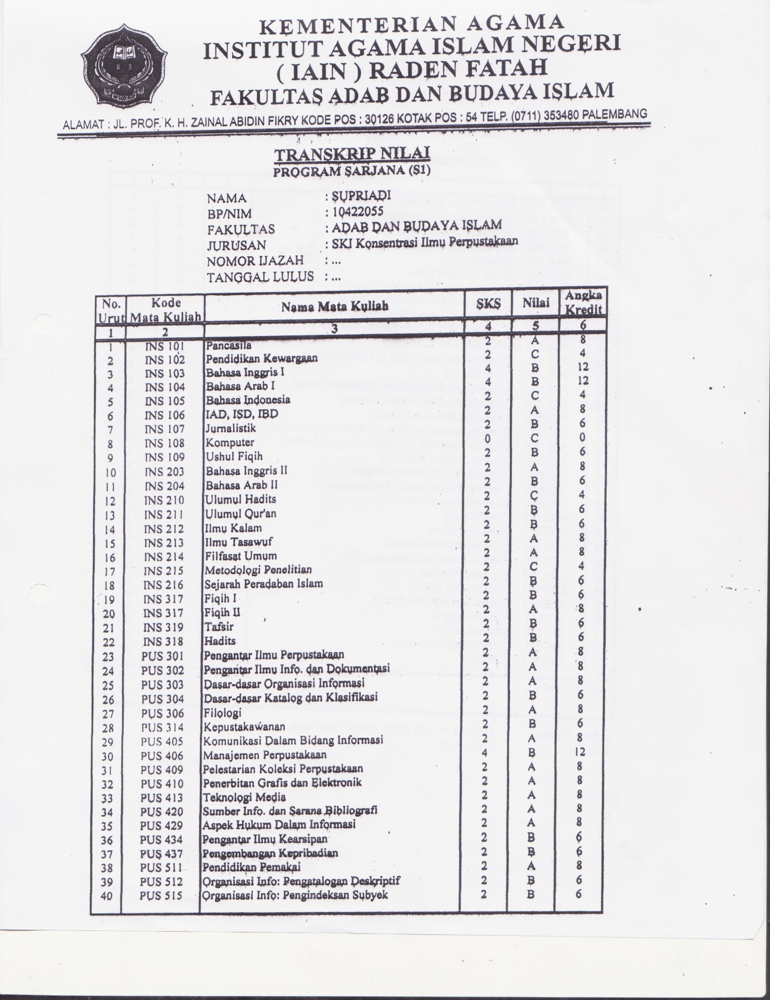 KEMENTERIAN AGAMA
INSTITUT AGAMA ISLAM NEGERI
( IAIN ) RADEN FATAH
FAKULTAS ADAB DAN BUDAYA ISLAM
ALAMAT : JL. PROF. K. H. ZAINAL ABIDIN FIKRY KODE POS : 30126 KOTAK POS : 54 TELP. (0711) 353480 PALEMBANG
TRANSKRIP NILAI
PROGRAM SARJANA (S1)
NAMA : SUPRIADI
BP/NIM : 10422055
FAKULTAS : ADAB DAN BUDAYA ISLAM
JURUSAN : SKI Konsentrasi Ilmu Perpustakaan
NOMOR IJAZAH : ...
TANGGAL LULUS : ...
No. Urut Kode Mata Kuliah Nama Mata Kuliah SKS Nilai Angka Kredit
1 2 3 4 5 6
1 INS 101 Pancasila 2 A 8
2 INS 102 Pendidikan Kewargaan 2 C 4
3 INS 103 Bahasa Inggris I 4 B 12
4 INS 104 Bahasa Arab I 4 B 12
5 INS 105 Bahasa Indonesia 2 C 4
6 INS 106 IAD, ISD, IBD 2 A 8
7 INS 107 Jurnalistik 2 B 6
8 INS 108 Komputer 0 C 0
9 INS 109 Ushul Fiqih 2 B 6
10 INS 203 Bahasa Inggris II 2 A 8
11 INS 204 Bahasa Arab II 2 B 6
12 INS 210 Ulumul Hadits 2 C 4
13 INS 211 Ulumul Qur'an 2 B 6
14 INS 212 Ilmu Kalam 2 B 6
15 INS 213 Ilmu Tasawuf 2 A 8
16 INS 214 Filfasat Umum 2 A 8
17 INS 215 Metodologi Penelitian 2 C 4
18 INS 216 Sejarah Peradaban Islam 2 B 6
19 INS 317 Fiqih I 2 B 6
20 INS 317 Fiqih II 2 A 8
21 INS 319 Tafsir 2 B 6
22 INS 318 Hadits 2 B 6
23 PUS 301 Pengantar Ilmu Perpustakaan 2 A 8
24 PUS 302 Pengantar Ilmu Info. dan Dokumentasi 2 A 8
25 PUS 303 Dasar-dasar Organisasi Informasi 2 A 8
26 PUS 304 Dasar-dasar Katalog dan Klasifikasi 2 B 6
27 PUS 306 Filologi 2 A 8
28 PUS 314 Kepustakawanan 2 B 6
29 PUS 405 Komunikasi Dalam Bidang Informasi 2 A 8
30 PUS 406 Manajemen Perpustakaan 4 B 12
31 PUS 409 Pelestarian Koleksi Perpustakaan 2 A 8
32 PUS 410 Penerbitan Grafis dan Elektronik 2 A 8
33 PUS 413 Teknologi Media 2 A 8
34 PUS 420 Sumber Info. dan Sarana Bibliografi 2 A 8
35 PUS 429 Aspek Hukum Dalam Informasi 2 A 8
36 PUS 434 Pengantar Ilmu Kearsipan 2 B 6
37 PUS 437 Pengembangan Kepribadian 2 B 6
38 PUS 511 Pendidikan Pemakai 2 A 8
39 PUS 512 Organisasi Info: Pengatalogan Deskriptif 2 B 6
40 PUS 515 Organisasi Info: Pengindeksan Subyek 2 B 6